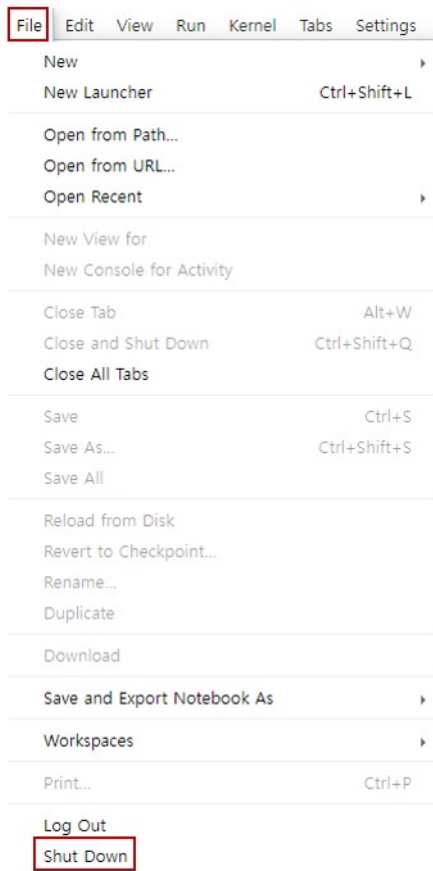 File Edit View Run Kernel Tabs Settings
New
New Launcher Ctrl+Shift+L
Open from Path...
Open from URL...
Open Recent
New View for
New Console for Activity
Close Tab Alt+W
Close and Shut Down Ctrl+Shift+Q
Close All Tabs
Save Ctrl+S
Save As... Ctrl+Shift+S
Save All
Reload from Disk
Revert to Checkpoint...
Rename...
Duplicate
Download
Save and Export Notebook As
Workspaces
Print... Ctrl+P
Log Out
Shut Down